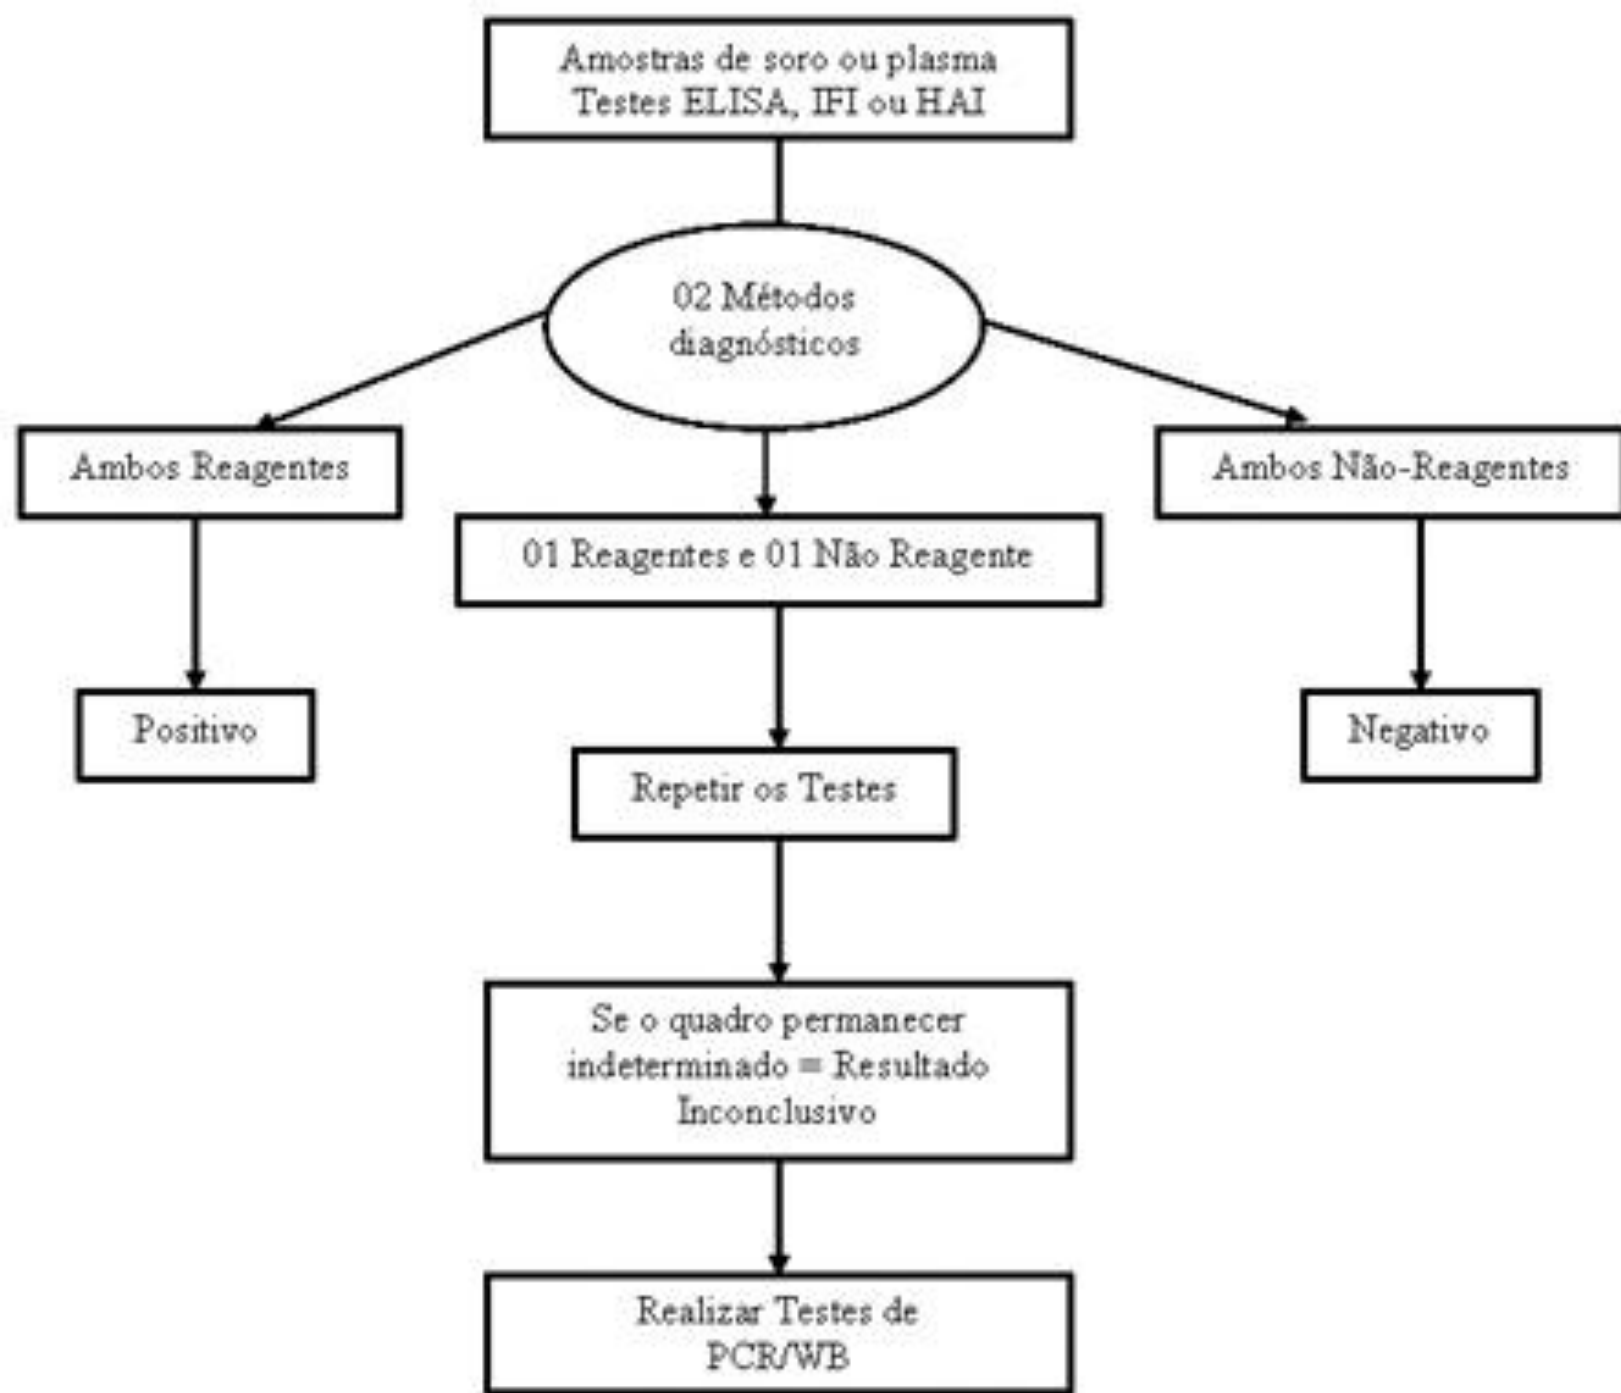 Amostras de soro ou plasma
Testes ELISA, IFI ou HAI
02 Métodos
diagnósticos
Ambos Reagentes
Ambos Não-Reagentes
01 Reagentes e 01 Não Reagente
Positivo
Negativo
Repetir os Testes
Se o quadro permanecer
indeterminado = Resultado
Inconclusivo
Realizar Testes de
PCR/WB